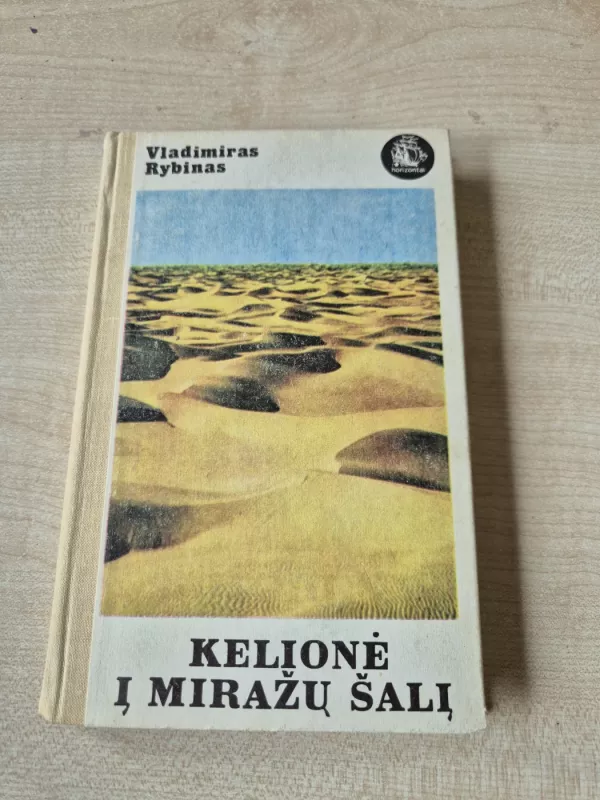 Vladimiras
Rybinas
horizontai
KELIONĖ
Į MIRAŽŲ ŠALĮ